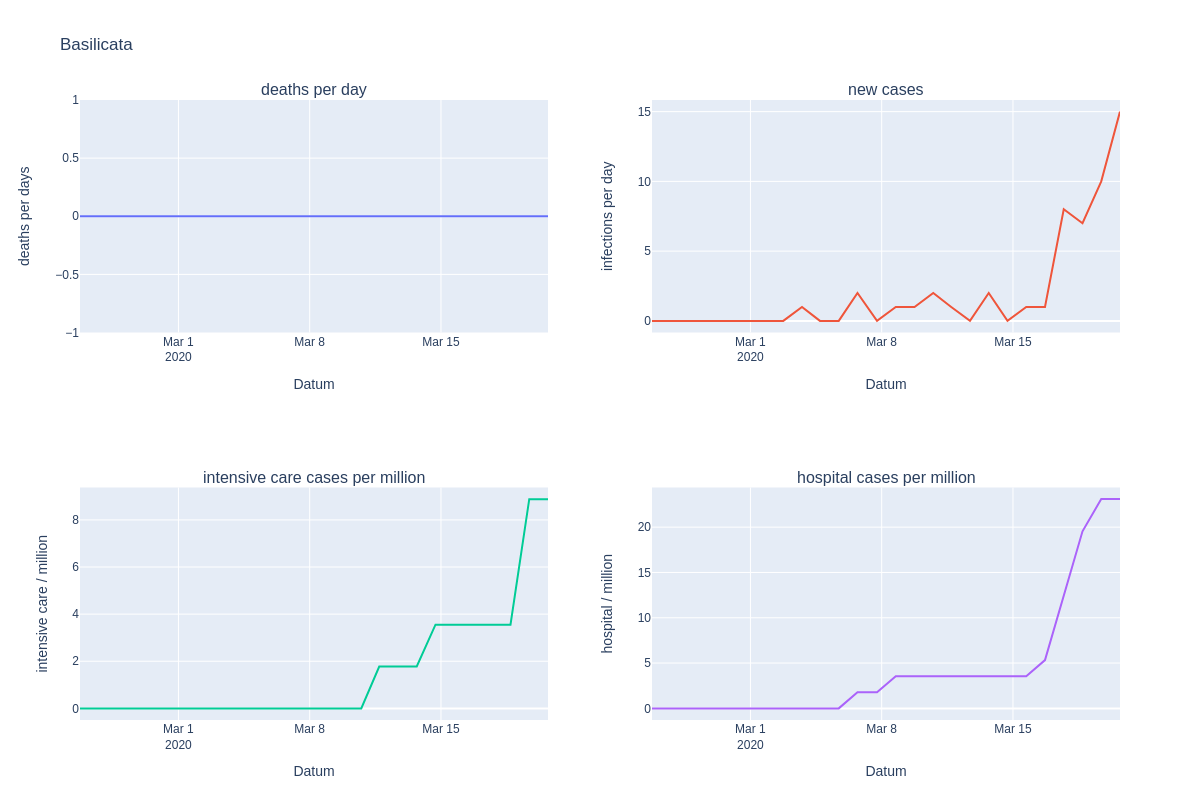 Basilicata
deaths per day
deaths per days
1
0.5
0
−0.5
−1
Mar 1
2020
Mar 8
Mar 15
Datum
new cases
infections per day
15
10
5
0
Mar 1
2020
Mar 8
Mar 15
Datum
intensive care cases per million
intensive care / million
8
6
4
2
0
Mar 1
2020
Mar 8
Mar 15
Datum
hospital cases per million
hospital / million
20
15
10
5
0
Mar 1
2020
Mar 8
Mar 15
Datum